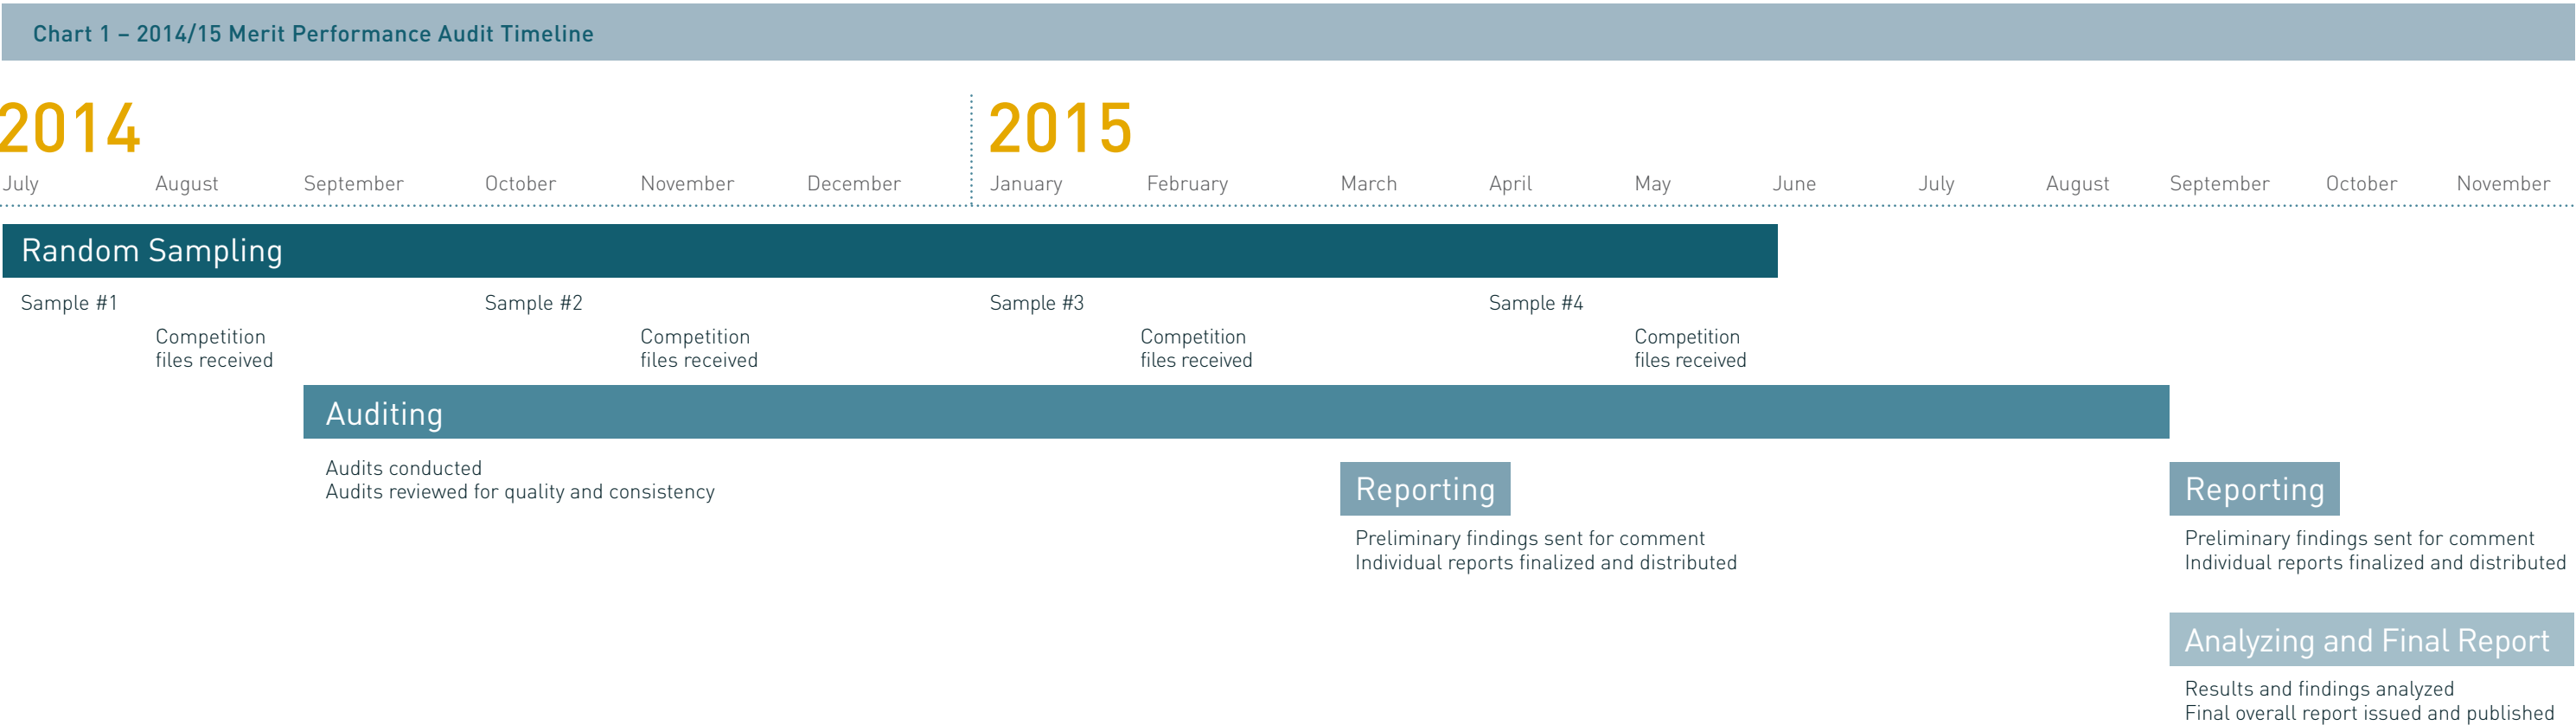 Chart 1 – 2014/15 Merit Performance Audit Timeline
2014
2015
July August September October November December January February March April May June July August September October November
Random Sampling
Sample #1 Sample #2 Sample #3 Sample #4
Competition Competition Competition Competition
files received files received files received files received
Auditing
Audits conducted
Audits reviewed for quality and consistency
Reporting
Preliminary findings sent for comment
Individual reports finalized and distributed
Reporting
Preliminary findings sent for comment
Individual reports finalized and distributed
Analyzing and Final Report
Results and findings analyzed
Final overall report issued and published